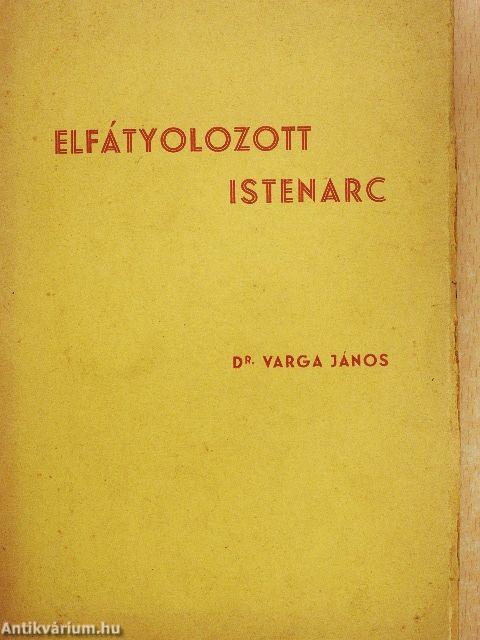 ELFÁTYOLOZOTT
ISTENARC
DR. VARGA JÁNOS
Antikvárium.hu